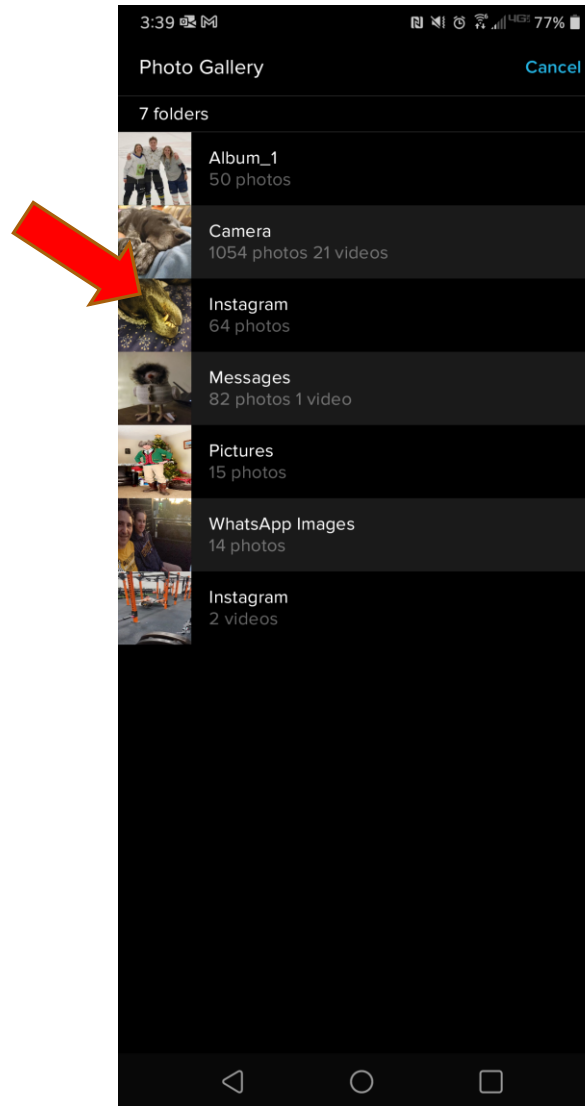 3:39 4GE 77%
Photo Gallery Cancel
7 folders
Album_1
50 photos
Camera
1054 photos 21 videos
Instagram
64 photos
Messages
82 photos 1 video
Pictures
15 photos
WhatsApp Images
14 photos
Instagram
2 videos